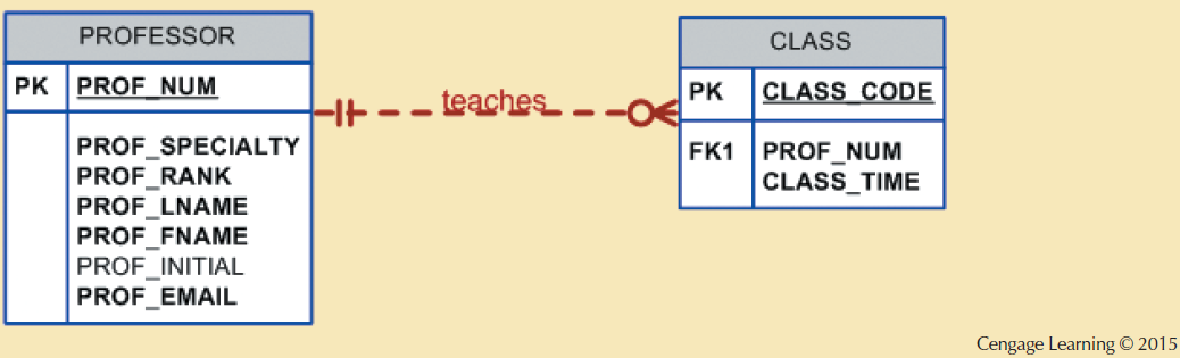 PROFESSOR
PK PROF_NUM
PROF_SPECIALTY
PROF_RANK
PROF_LNAME
PROF_FNAME
PROF_INITIAL
PROF_EMAIL
teaches
CLASS
PK CLASS_CODE
FK1 PROF_NUM
CLASS_TIME
Cengage Learning © 2015